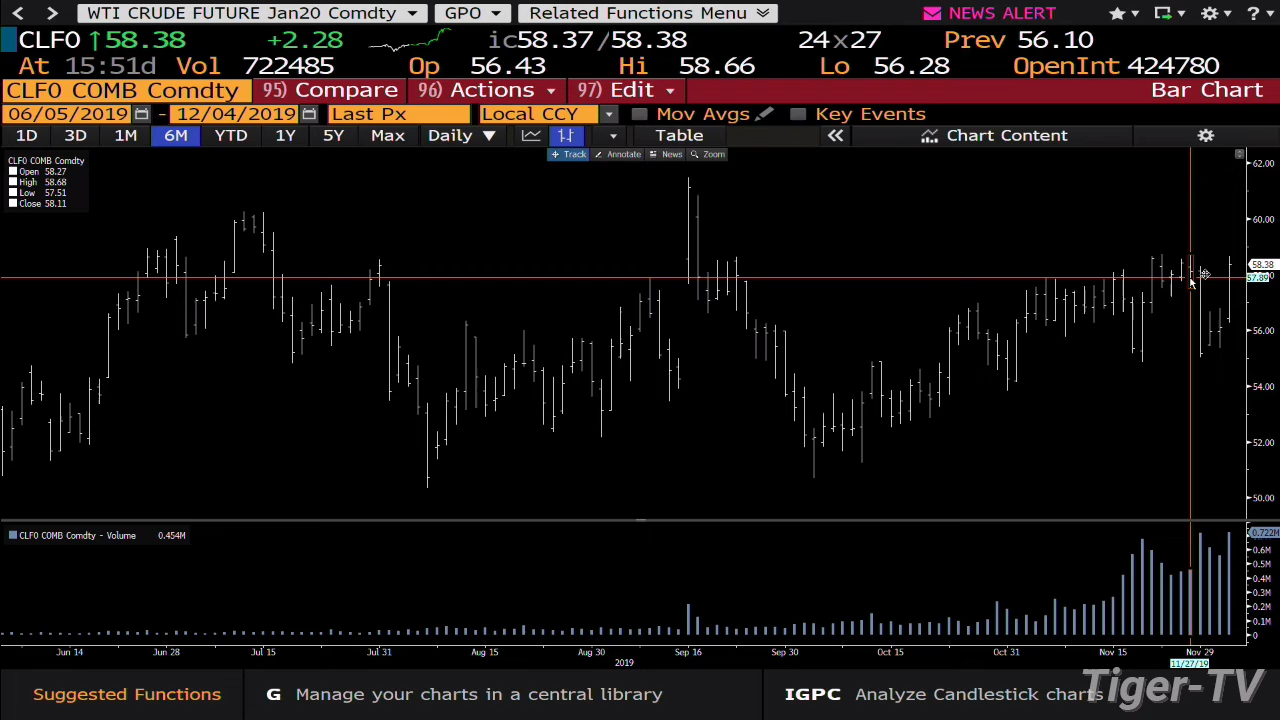 WTI CRUDE FUTURE Jan20 Comdty GPO Related Functions Menu NEWS ALERT
CLF0 ↑58.38 +2.28 ic58.37/58.38 24x27 Prev 56.10
At 15:51d Vol 722485 Op 56.43 Hi 58.66 Lo 56.28 OpenInt 424780
CLF0 COMB Comdty 95) Compare 96) Actions 97) Edit Bar Chart
06/05/2019 - 12/04/2019 Last Px Local CCY Mov Avgs Key Events
1D 3D 1M 6M YTD 1Y 5Y Max Daily ▼ Table « Chart Content
Track Annotate News Zoom
CLF0 COMB Comdty
Open 58.27
High 58.68
Low 57.51
Close 58.11
62.00
60.00
58.38
57.89
56.00
54.00
52.00
50.00
CLF0 COMB Comdty - Volume 0.454M
0.722M
0.6M
0.5M
0.4M
0.3M
0.2M
0.1M
0
Jun 14 Jun 28 Jul 15 Jul 31 Aug 15 Aug 30 Sep 16 Sep 30 Oct 15 Oct 31 Nov 15 Nov 29
2019 11/27/19
Suggested Functions G Manage your charts in a central library IGPC Analyze Candlestick charts
Tiger-TV